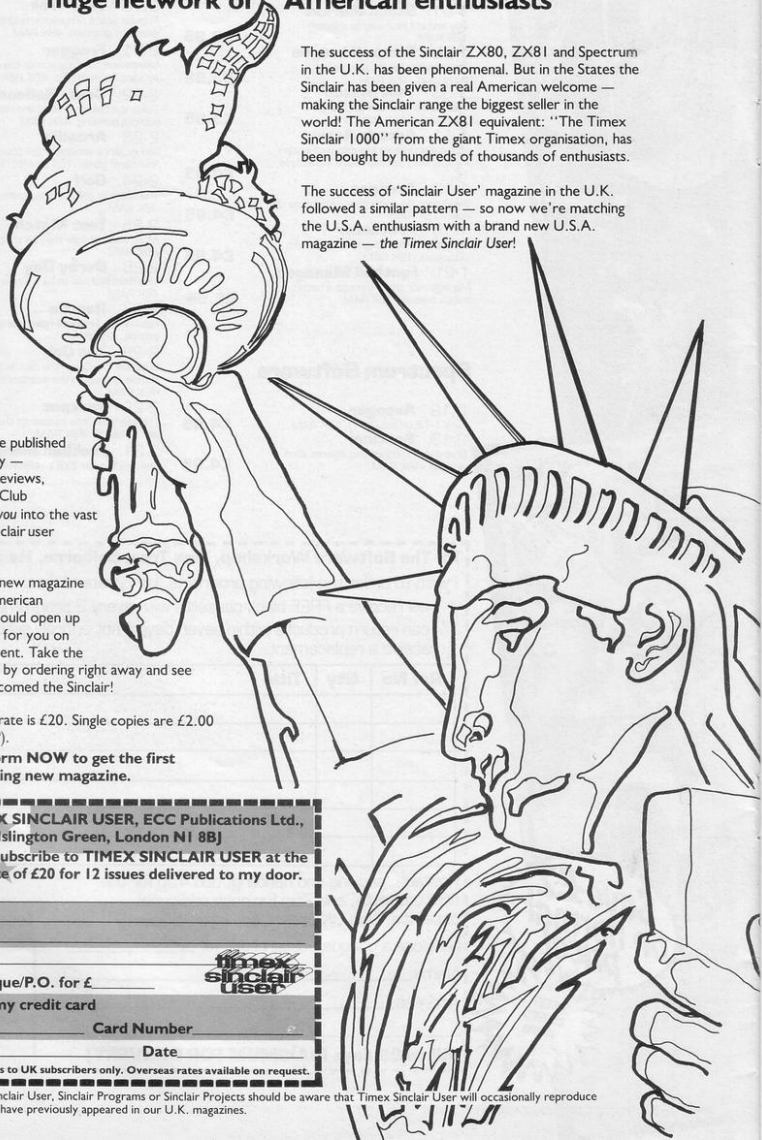 huge network of American enthusiasts
The success of the Sinclair ZX80, ZX81 and Spectrum
in the U.K. has been phenomenal. But in the States the
Sinclair has been given a real American welcome —
making the Sinclair range the biggest seller in the
world! The American ZX81 equivalent: "The Timex
Sinclair 1000" from the giant Timex organisation, has
been bought by hundreds of thousands of enthusiasts.
The success of 'Sinclair User' magazine in the U.K.
followed a similar pattern — so now we're matching
the U.S.A. enthusiasm with a brand new U.S.A.
magazine — the Timex Sinclair User!
e published
y —
eviews,
Club
you into the vast
clair user
new magazine
merican
ould open up
for you on
ent. Take the
by ordering right away and see
comed the Sinclair!
rate is £20. Single copies are £2.00
).
rm NOW to get the first
ing new magazine.
X SINCLAIR USER, ECC Publications Ltd.,
Islington Green, London N1 8BJ
ubscribe to TIMEX SINCLAIR USER at the
e of £20 for 12 issues delivered to my door.
timex
sinclair
user
que/P.O. for £
ny credit card
Card Number
Date
s to UK subscribers only. Overseas rates available on request.
nclair User, Sinclair Programs or Sinclair Projects should be aware that Timex Sinclair User will occasionally reproduce
have previously appeared in our U.K. magazines.